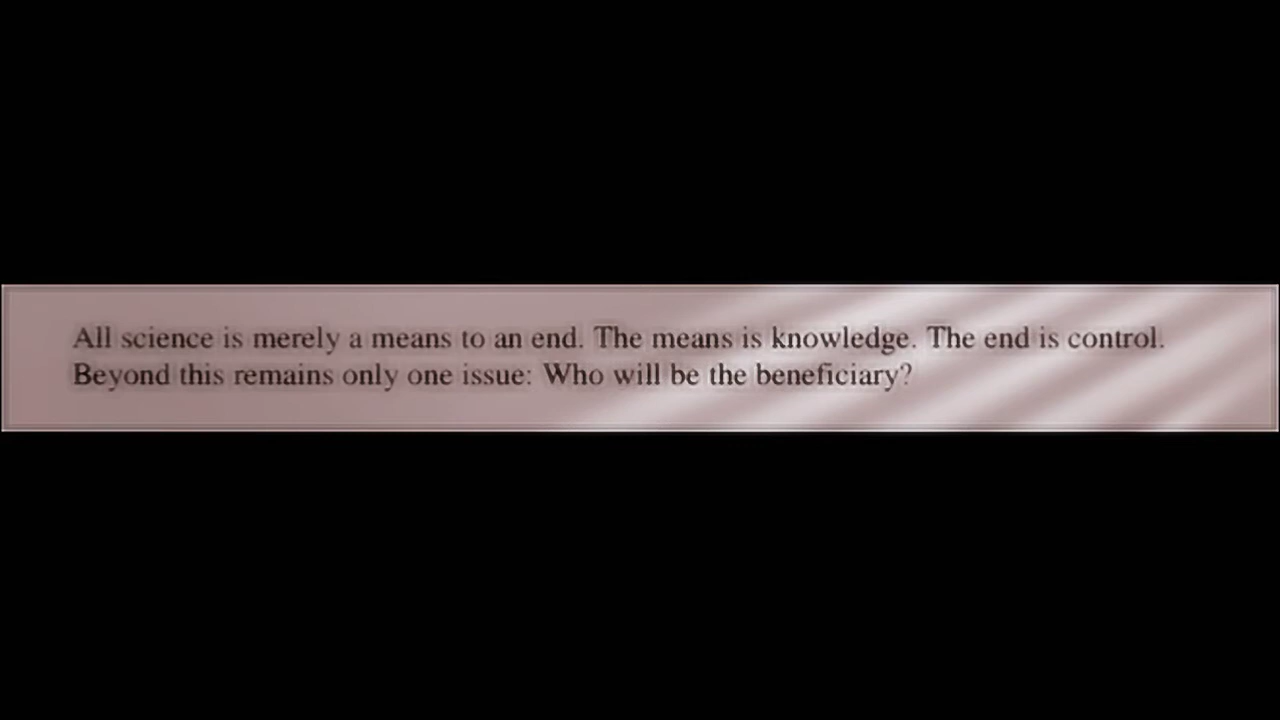 All science is merely a means to an end. The means is knowledge. The end is control.
Beyond this remains only one issue: Who will be the beneficiary?